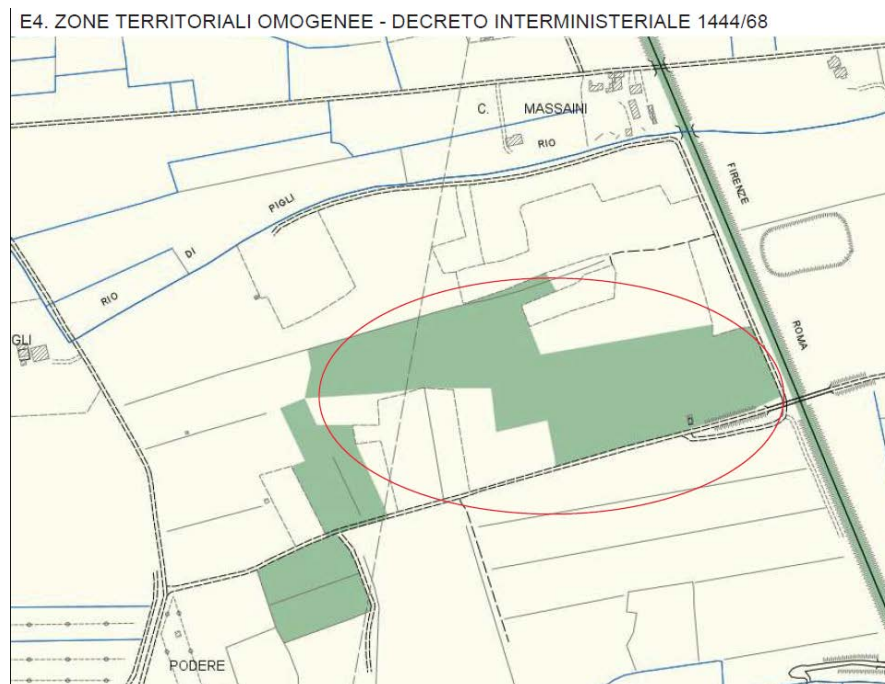 E4. ZONE TERRITORIALI OMOGENEE - DECRETO INTERMINISTERIALE 1444/68
C. MASSAINI
RIO
FIRENZE
PIGLI
DI
RIO
ROMA
GLI
PODERE